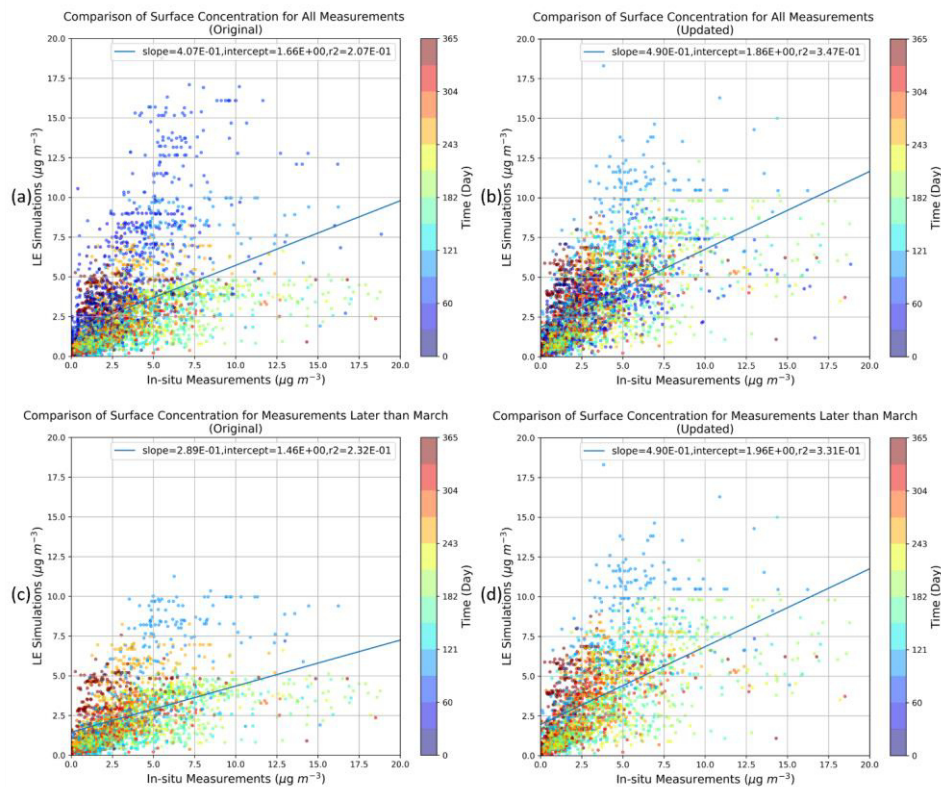 Comparison of Surface Concentration for All Measurements
(Original)
slope=4.07E-01,intercept=1.66E+00,r2=2.07E-01
20.0
17.5
15.0
12.5
10.0
7.5
5.0
2.5
0.0
LE Simulations (μg m⁻³)
(a)
0.0 2.5 5.0 7.5 10.0 12.5 15.0 17.5 20.0
In-situ Measurements (μg m⁻³)
365
304
243
182
121
60
0
Time (Day)
Comparison of Surface Concentration for All Measurements
(Updated)
slope=4.90E-01,intercept=1.86E+00,r2=3.47E-01
20.0
17.5
15.0
12.5
10.0
7.5
5.0
2.5
0.0
LE Simulations (μg m⁻³)
(b)
0.0 2.5 5.0 7.5 10.0 12.5 15.0 17.5 20.0
In-situ Measurements (μg m⁻³)
365
304
243
182
121
60
0
Time (Day)
Comparison of Surface Concentration for Measurements Later than March
(Original)
slope=2.89E-01,intercept=1.46E+00,r2=2.32E-01
20.0
17.5
15.0
12.5
10.0
7.5
5.0
2.5
0.0
LE Simulations (μg m⁻³)
(c)
0.0 2.5 5.0 7.5 10.0 12.5 15.0 17.5 20.0
In-situ Measurements (μg m⁻³)
365
304
243
182
121
60
0
Time (Day)
Comparison of Surface Concentration for Measurements Later than March
(Updated)
slope=4.90E-01,intercept=1.96E+00,r2=3.31E-01
20.0
17.5
15.0
12.5
10.0
7.5
5.0
2.5
0.0
LE Simulations (μg m⁻³)
(d)
0.0 2.5 5.0 7.5 10.0 12.5 15.0 17.5 20.0
In-situ Measurements (μg m⁻³)
365
304
243
182
121
60
0
Time (Day)